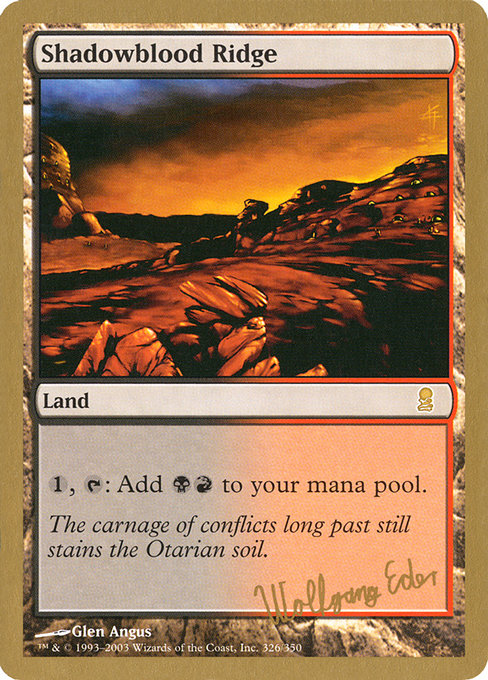 Shadowblood Ridge
Land
1, : Add to your mana pool.
The carnage of conflicts long past still
stains the Otarian soil.
Wolfgang Eder
Glen Angus
™ & © 1993–2003 Wizards of the Coast, Inc. 326/350